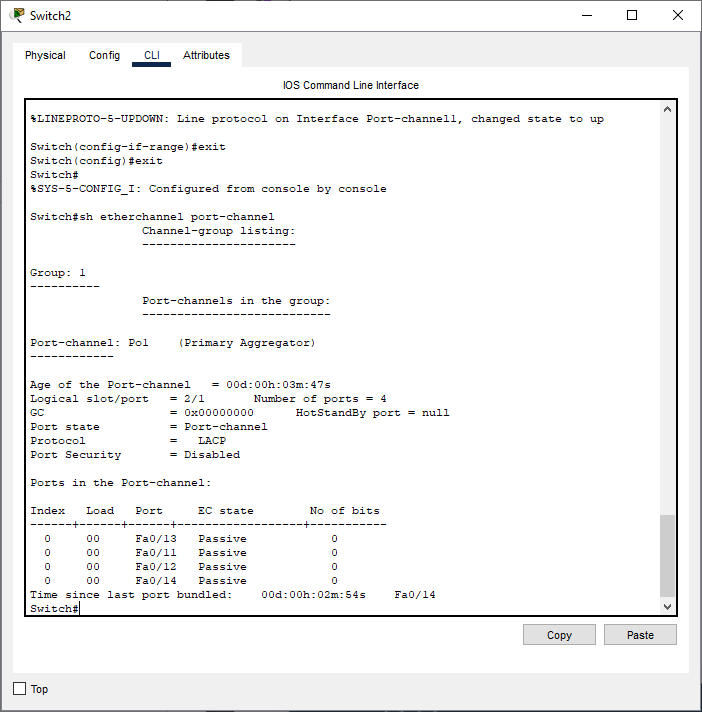 Switch2
Physical Config CLI Attributes
IOS Command Line Interface
%LINEPROTO-5-UPDOWN: Line protocol on Interface Port-channel1, changed state to up
Switch(config-if-range)#exit
Switch(config)#exit
Switch#
%SYS-5-CONFIG_I: Configured from console by console
Switch#sh etherchannel port-channel
Channel-group listing:
----------------------
Group: 1
----------
Port-channels in the group:
---------------------------
Port-channel: Po1 (Primary Aggregator)
------------
Age of the Port-channel = 00d:00h:03m:47s
Logical slot/port = 2/1 Number of ports = 4
GC = 0x00000000 HotStandBy port = null
Port state = Port-channel
Protocol = LACP
Port Security = Disabled
Ports in the Port-channel:
Index Load Port EC state No of bits
------+------+------+------------------+-----------
0 00 Fa0/13 Passive 0
0 00 Fa0/11 Passive 0
0 00 Fa0/12 Passive 0
0 00 Fa0/14 Passive 0
Time since last port bundled: 00d:00h:02m:54s Fa0/14
Switch#
Copy Paste
Top